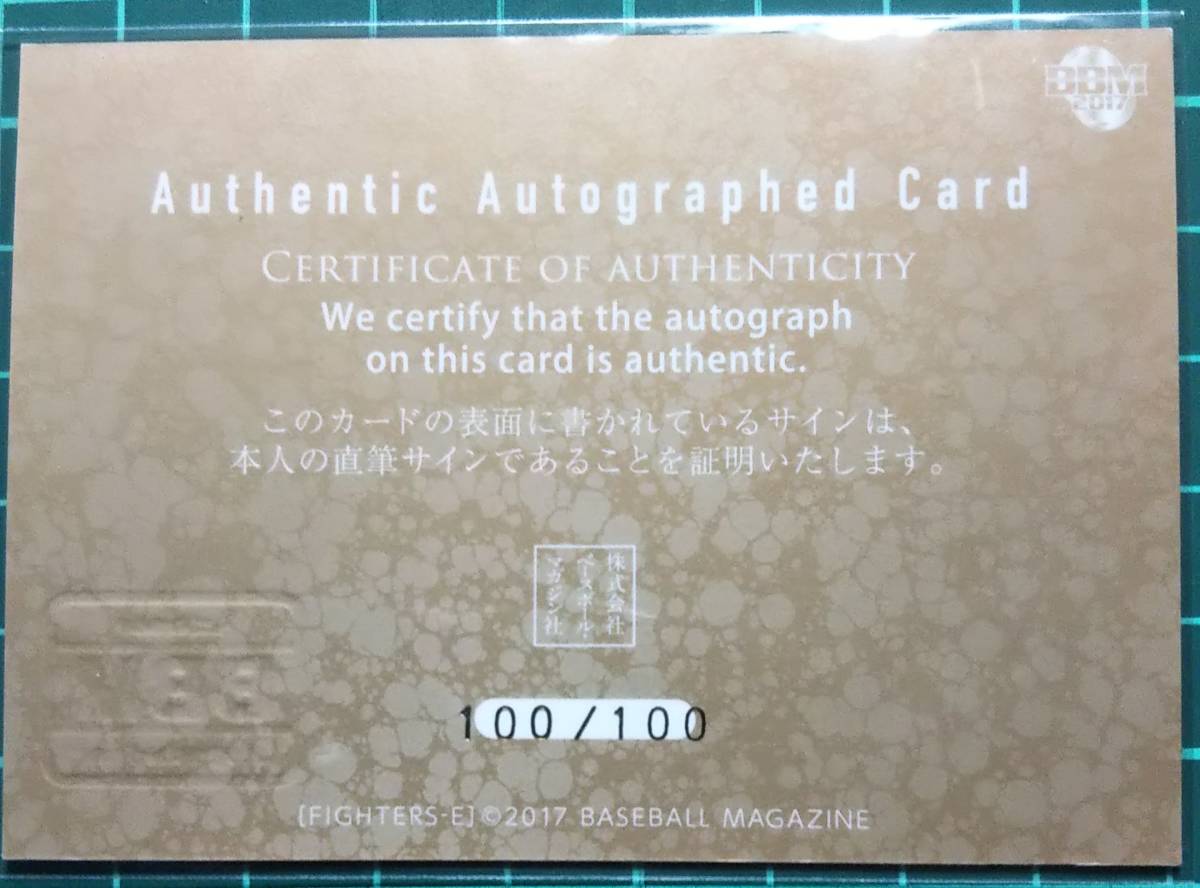 BBM
2017
Authentic Autographed Card
CERTIFICATE OF AUTHENTICITY
We certify that the autograph
on this card is authentic.
このカードの表面に書かれているサインは、
本人の直筆サインであることを証明いたします。
株式会社
ベースボール・
マガジン社
100/100
[FIGHTERS-E]©2017 BASEBALL MAGAZINE